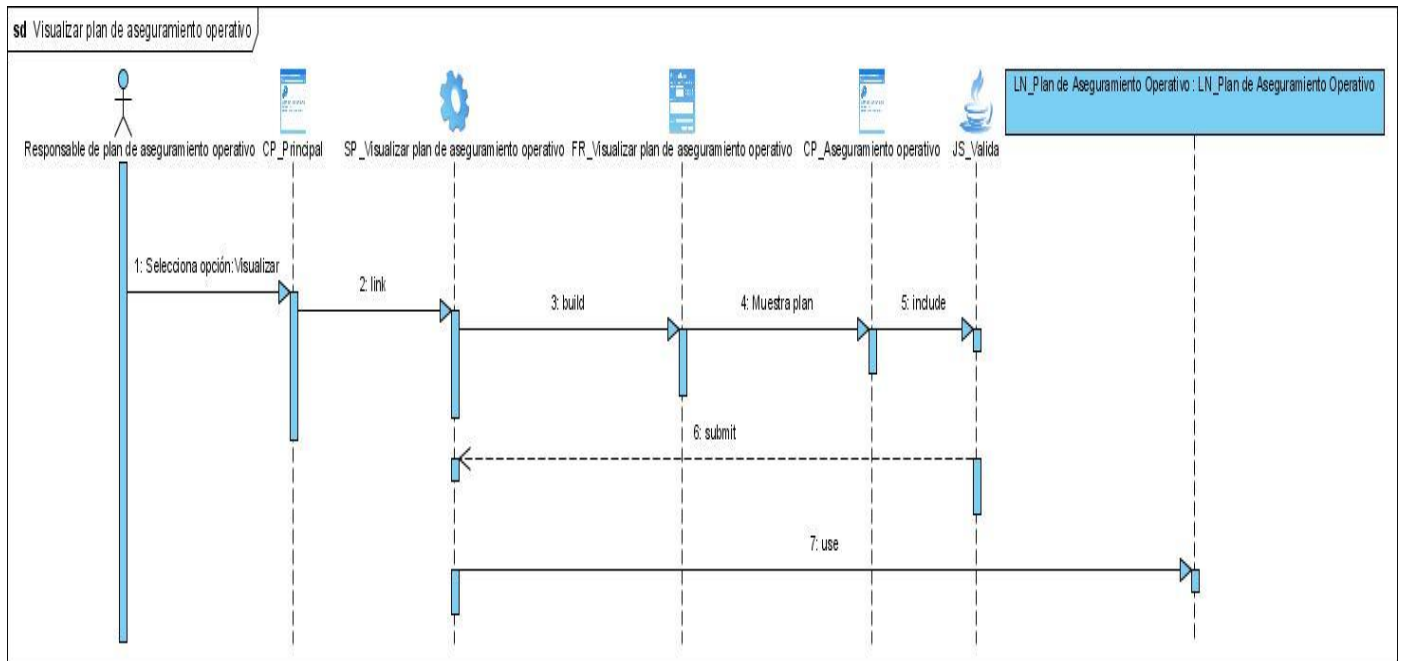 sd Visualizar plan de aseguramiento operativo
LN_Plan de Aseguramiento Operativo : LN_Plan de Aseguramiento Operativo
Responsable de plan de aseguramiento operativo CP_Principal SP_Visualizar plan de aseguramiento operativo FR_Visualizar plan de aseguramiento operativo CP_Aseguramiento operativo JS_Valida
1: Selecciona opción:Visualizar
2: link
3: build
4: Muestra plan
5: include
6: submit
7: use